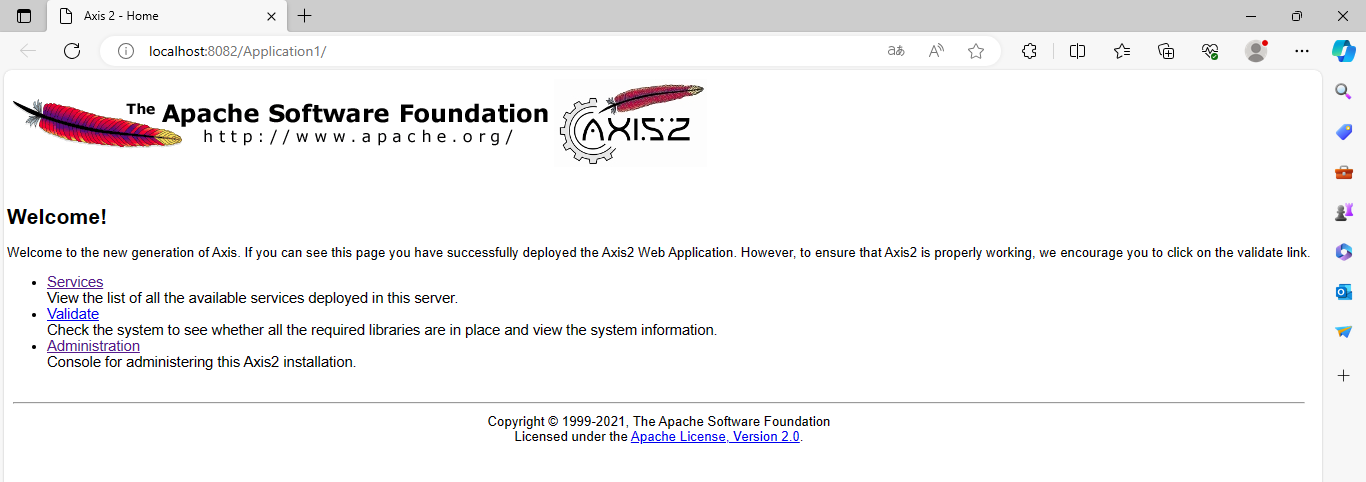 Axis 2 - Home
localhost:8082/Application1/
The Apache Software Foundation
http://www.apache.org/
AXIS2
Welcome!
Welcome to the new generation of Axis. If you can see this page you have successfully deployed the Axis2 Web Application. However, to ensure that Axis2 is properly working, we encourage you to click on the validate link.
Services
View the list of all the available services deployed in this server.
Validate
Check the system to see whether all the required libraries are in place and view the system information.
Administration
Console for administering this Axis2 installation.
Copyright © 1999-2021, The Apache Software Foundation
Licensed under the Apache License, Version 2.0.